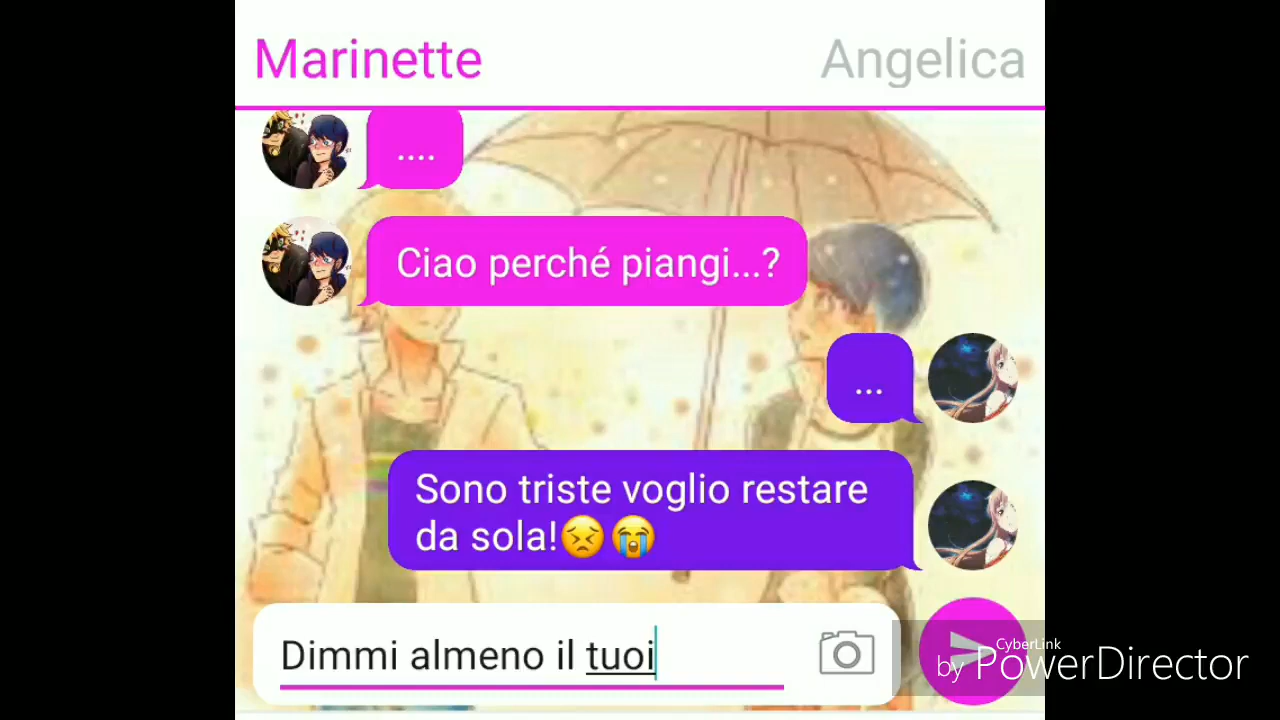 Marinette
Angelica
....
Ciao perché piangi...?
...
Sono triste voglio restare
da sola!😣😭
Dimmi almeno il tuoi
CyberLink
by PowerDirector